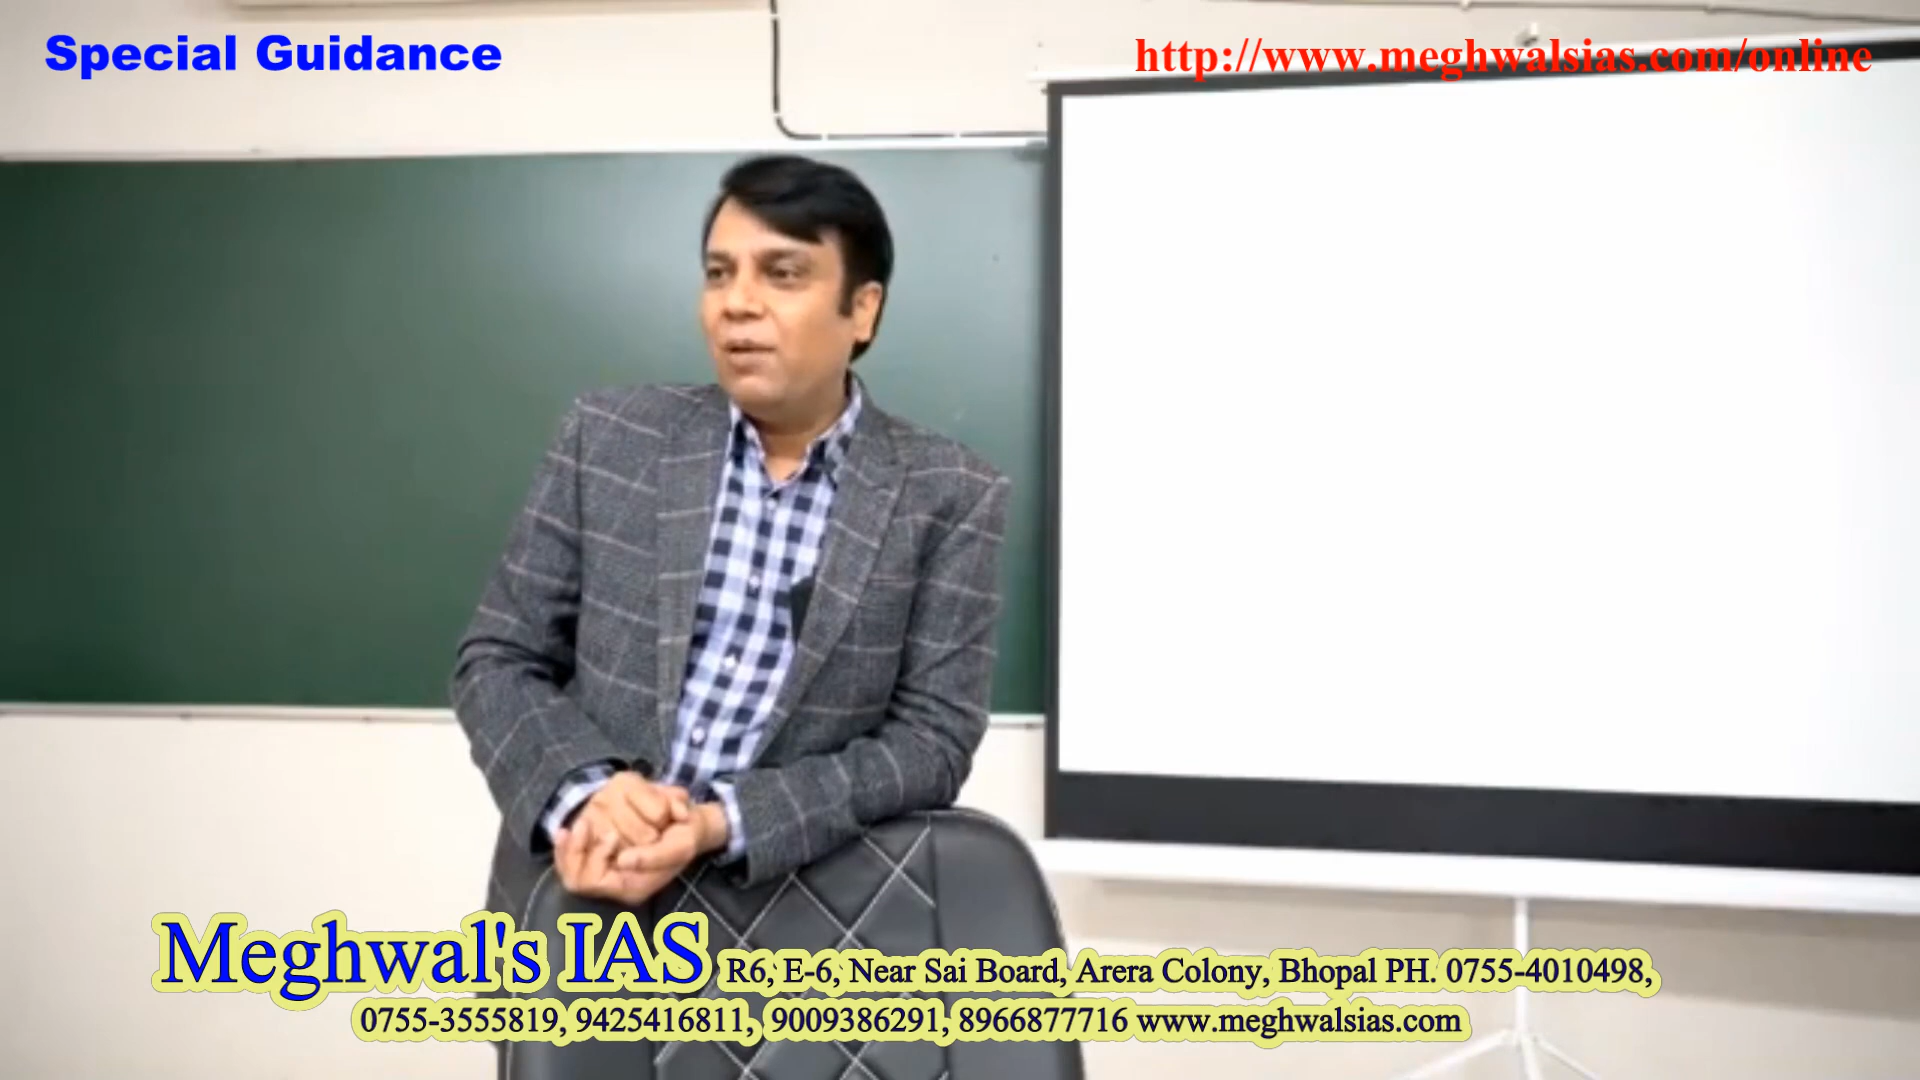 Special Guidance
http://www.meghwalsias.com/online
Meghwal's IAS R6, E-6, Near Sai Board, Arera Colony, Bhopal PH. 0755-4010498,
0755-3555819, 9425416811, 9009386291, 8966877716 www.meghwalsias.com